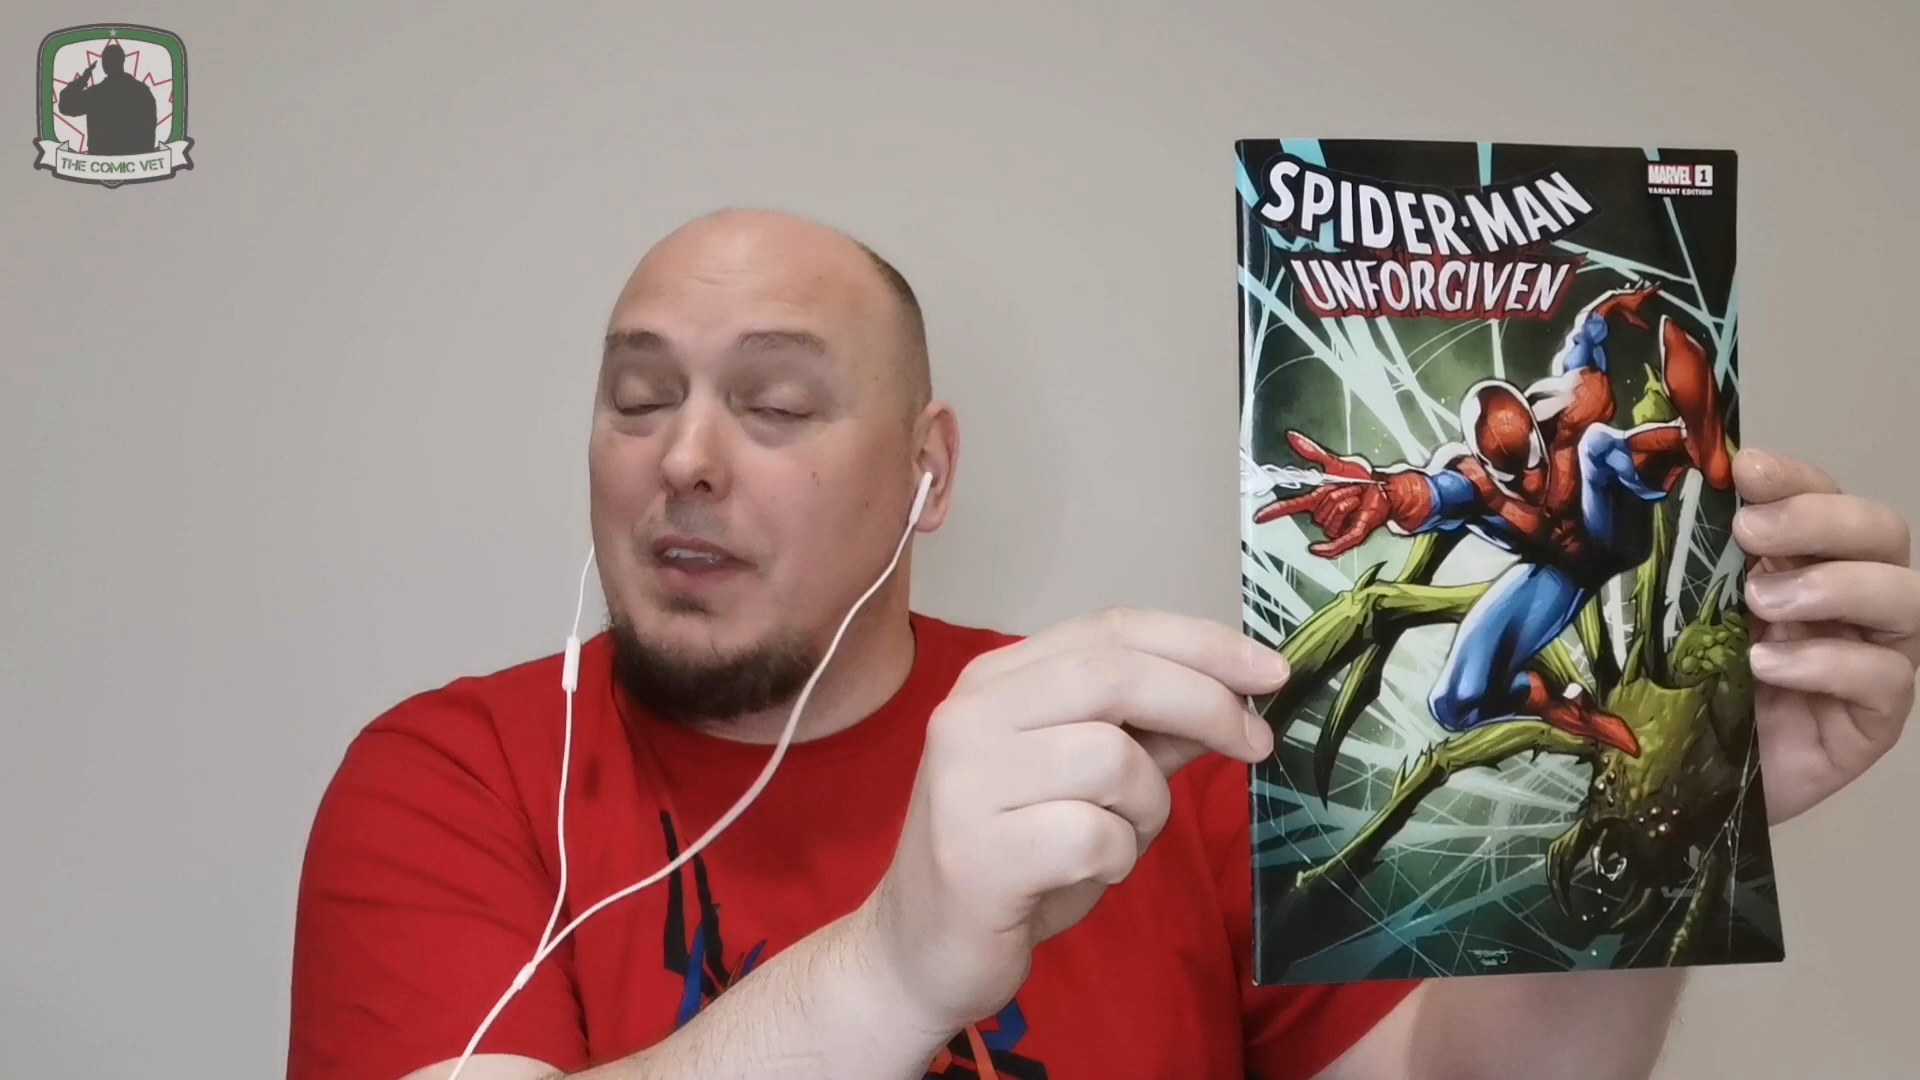 THE COMIC VET
SPIDER-MAN
UNFORGIVEN
MARVEL 1
VARIANT EDITION